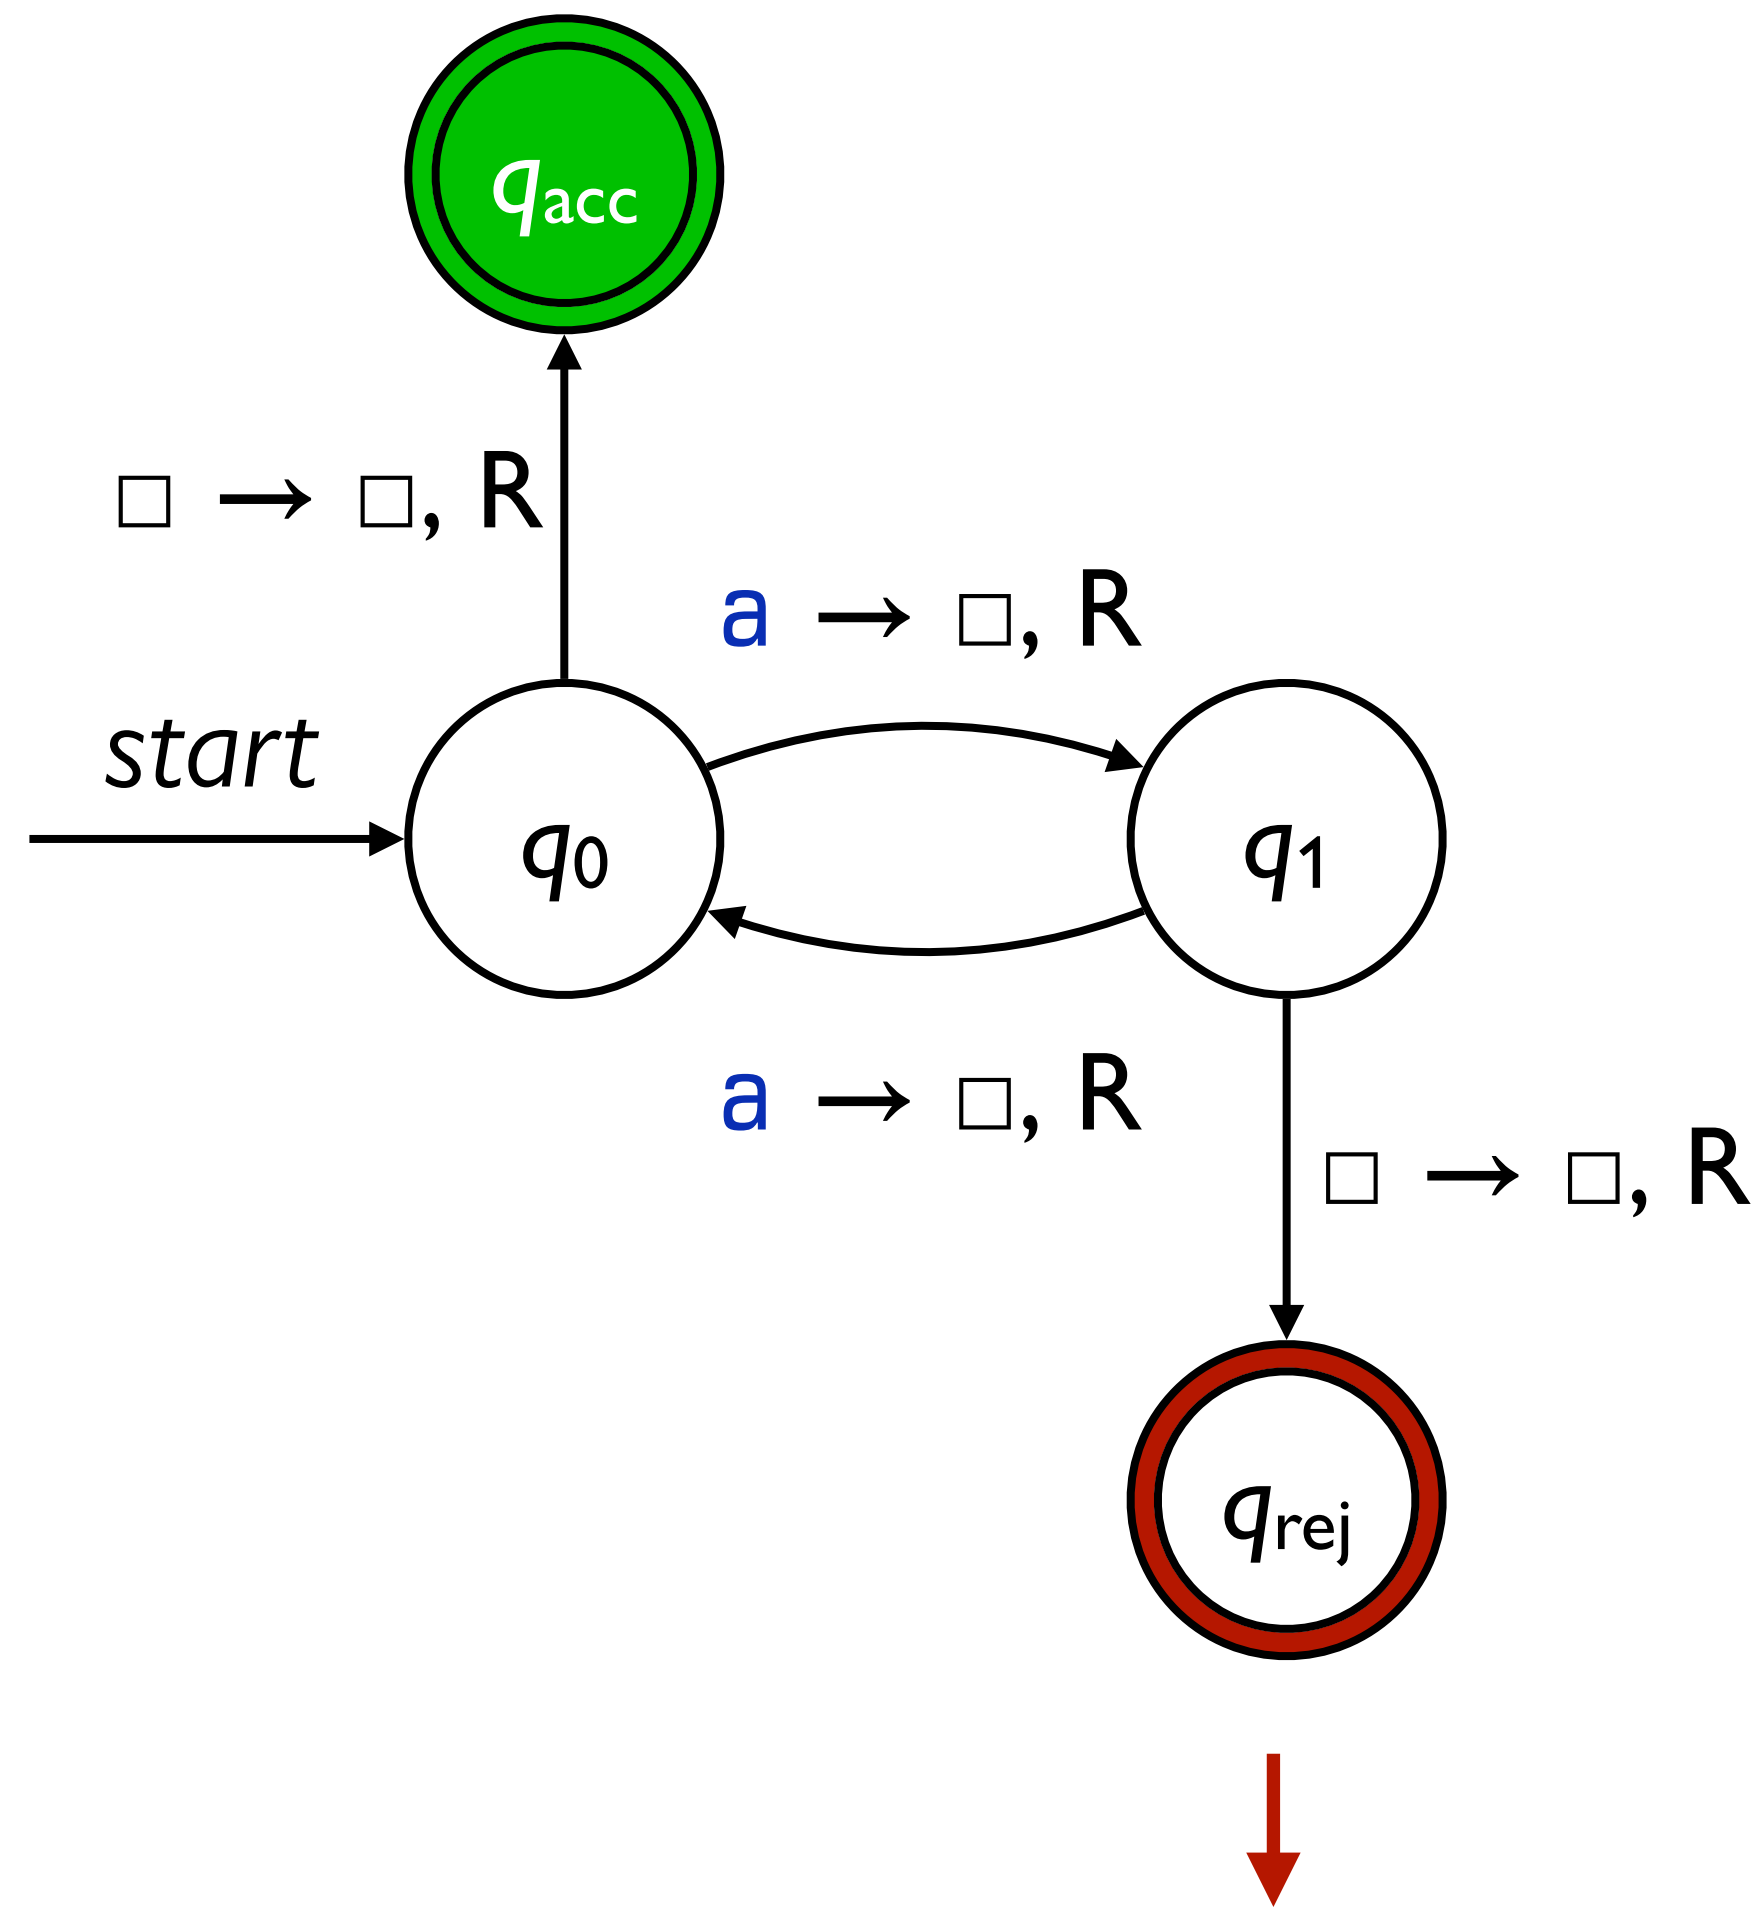 qacc
□ → □, R
a → □, R
start
q0
q1
a → □, R
□ → □, R
qrej